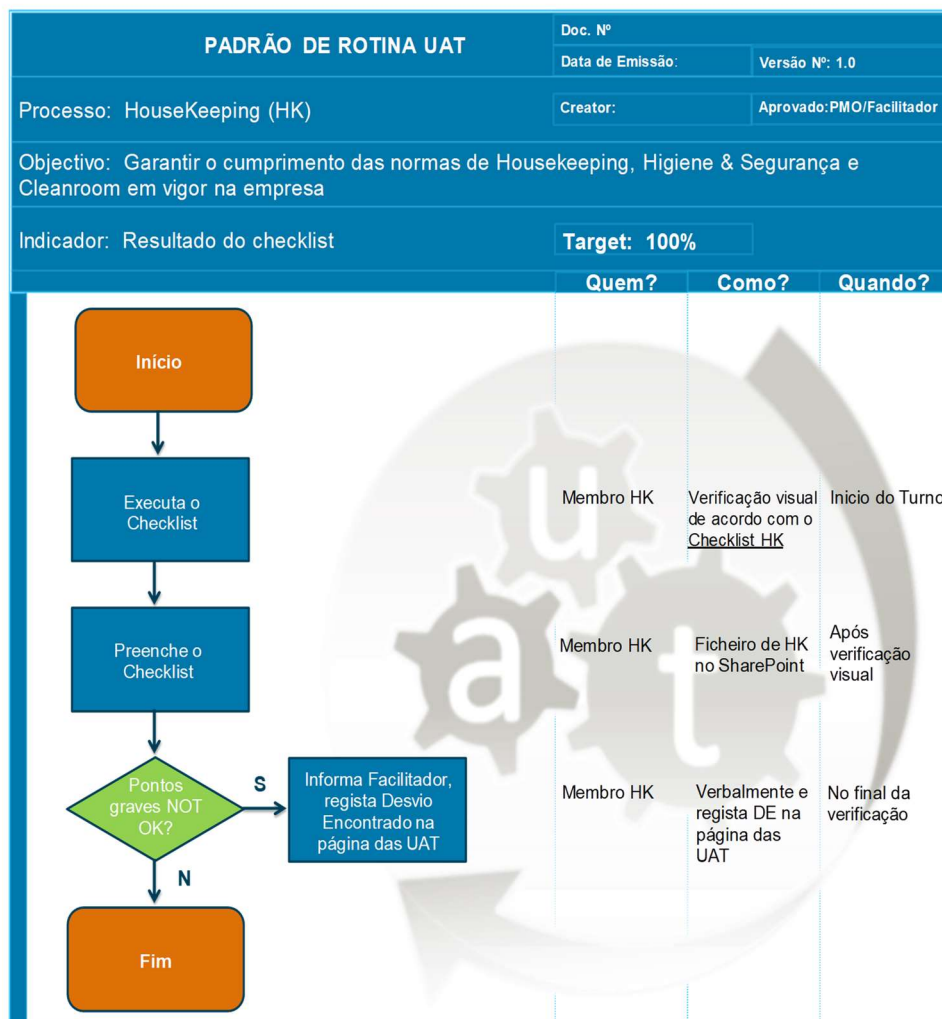 PADRÃO DE ROTINA UAT
Doc. Nº
Data de Emissão:
Versão Nº: 1.0
Processo: HouseKeeping (HK)
Creator:
Aprovado:PMO/Facilitador
Objectivo: Garantir o cumprimento das normas de Housekeeping, Higiene & Segurança e
Cleanroom em vigor na empresa
Indicador: Resultado do checklist
Target: 100%
Quem?
Como?
Quando?
Início
Executa o
Checklist
Membro HK
Verificação visual
de acordo com o
Checklist HK
Inicio do Turno
Preenche o
Checklist
Membro HK
Ficheiro de HK
no SharePoint
Após
verificação
visual
Pontos
graves NOT
OK?
S
Informa Facilitador,
regista Desvio
Encontrado na
página das UAT
Membro HK
Verbalmente e
regista DE na
página das
UAT
No final da
verificação
N
Fim
u
a
t